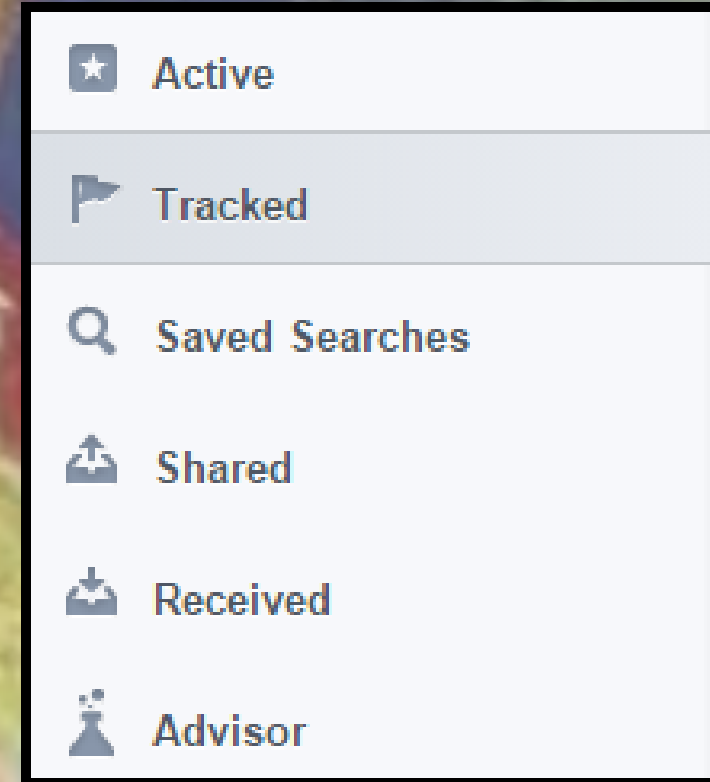 Active
Tracked
Saved Searches
Shared
Received
Advisor